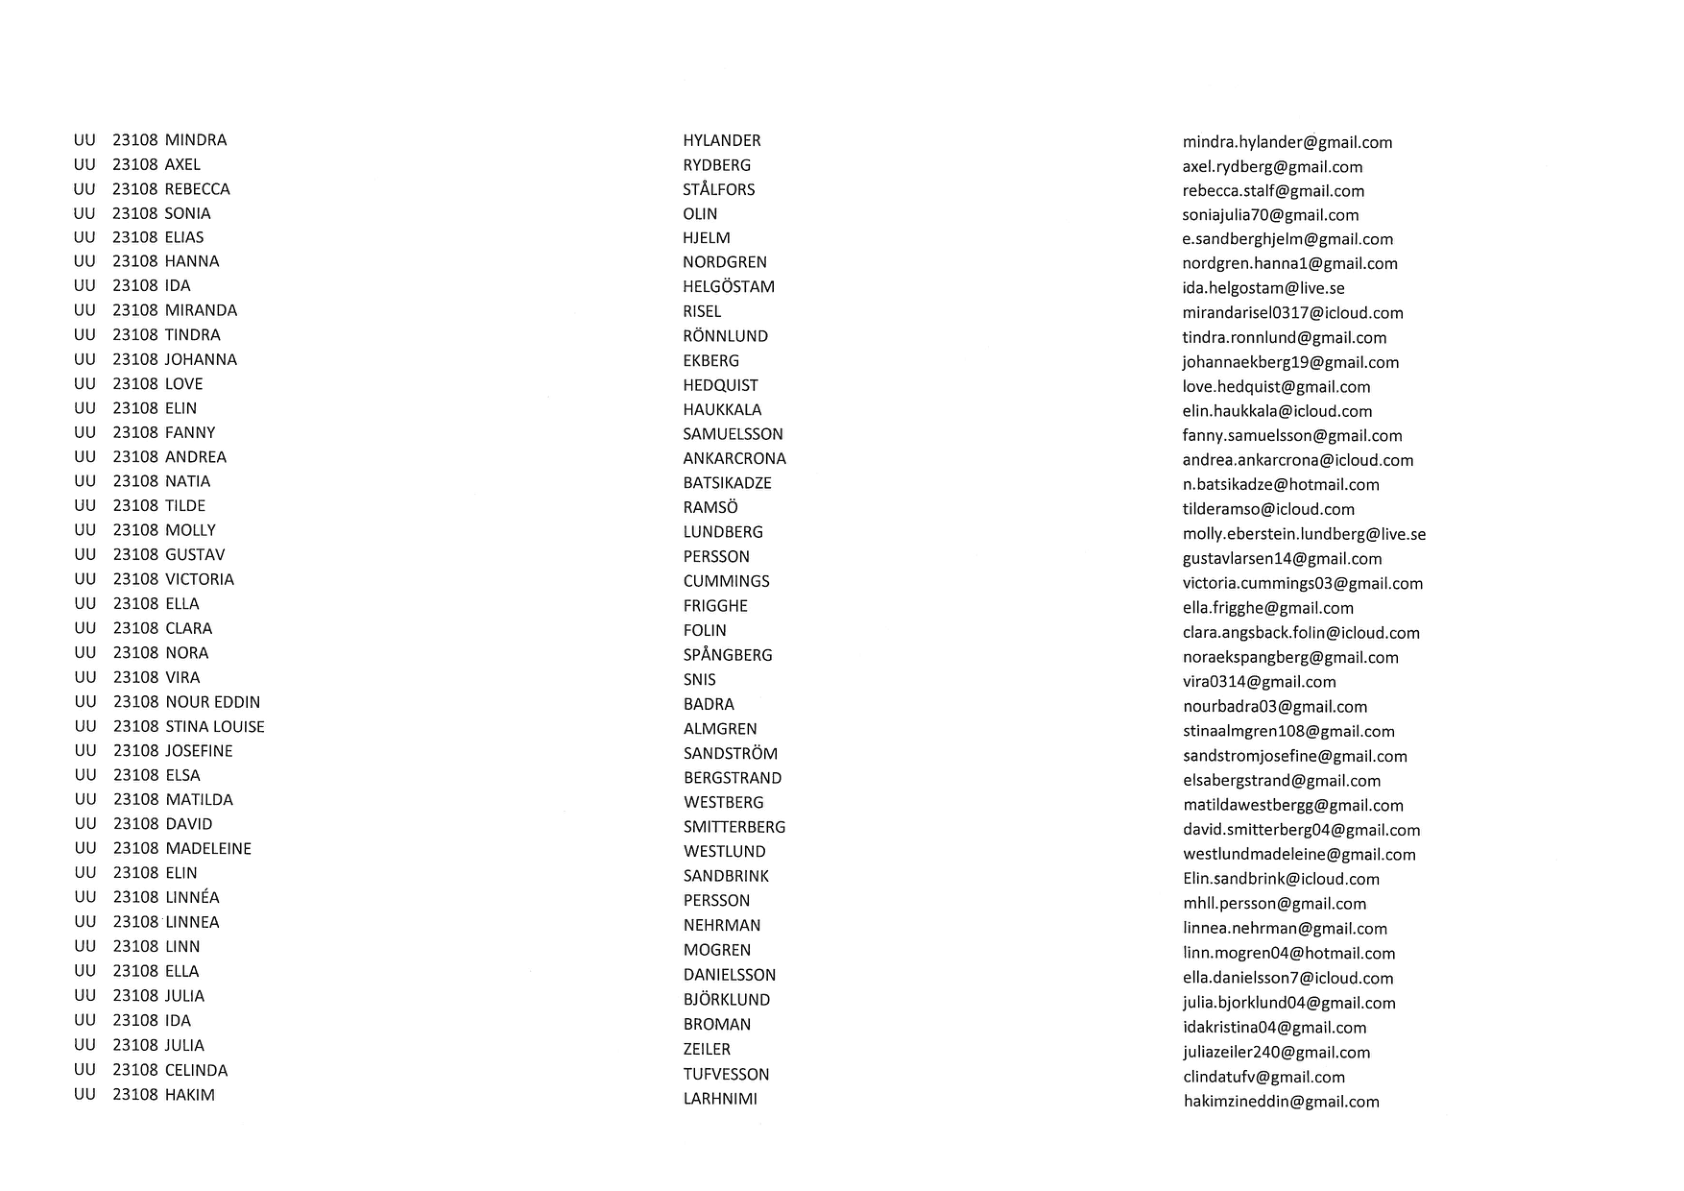 UU 23108 MINDRA HYLANDER mindra.hylander@gmail.com
UU 23108 AXEL RYDBERG axel.rydberg@gmail.com
UU 23108 REBECCA STÅLFORS rebecca.stalf@gmail.com
UU 23108 SONIA OLIN soniajulia70@gmail.com
UU 23108 ELIAS HJELM e.sandberghjelm@gmail.com
UU 23108 HANNA NORDGREN nordgren.hanna1@gmail.com
UU 23108 IDA HELGÖSTAM ida.helgostam@live.se
UU 23108 MIRANDA RISEL mirandarisel0317@icloud.com
UU 23108 TINDRA RÖNNLUND tindra.ronnlund@gmail.com
UU 23108 JOHANNA EKBERG johannaekberg19@gmail.com
UU 23108 LOVE HEDQUIST love.hedquist@gmail.com
UU 23108 ELIN HAUKKALA elin.haukkala@icloud.com
UU 23108 FANNY SAMUELSSON fanny.samuelsson@gmail.com
UU 23108 ANDREA ANKARCRONA andrea.ankarcrona@icloud.com
UU 23108 NATIA BATSIKADZE n.batsikadze@hotmail.com
UU 23108 TILDE RAMSÖ tilderamso@icloud.com
UU 23108 MOLLY LUNDBERG molly.eberstein.lundberg@live.se
UU 23108 GUSTAV PERSSON gustavlarsen14@gmail.com
UU 23108 VICTORIA CUMMINGS victoria.cummings03@gmail.com
UU 23108 ELLA FRIGGHE ella.frigghe@gmail.com
UU 23108 CLARA FOLIN clara.angsback.folin@icloud.com
UU 23108 NORA SPÅNGBERG noraekspangberg@gmail.com
UU 23108 VIRA SNIS vira0314@gmail.com
UU 23108 NOUR EDDIN BADRA nourbadra03@gmail.com
UU 23108 STINA LOUISE ALMGREN stinaalmgren108@gmail.com
UU 23108 JOSEFINE SANDSTRÖM sandstromjosefine@gmail.com
UU 23108 ELSA BERGSTRAND elsabergstrand@gmail.com
UU 23108 MATILDA WESTBERG matildawestbergg@gmail.com
UU 23108 DAVID SMITTERBERG david.smitterberg04@gmail.com
UU 23108 MADELEINE WESTLUND westlundmadeleine@gmail.com
UU 23108 ELIN SANDBRINK Elin.sandbrink@icloud.com
UU 23108 LINNÉA PERSSON mhll.persson@gmail.com
UU 23108 LINNEA NEHRMAN linnea.nehrman@gmail.com
UU 23108 LINN MOGREN linn.mogren04@hotmail.com
UU 23108 ELLA DANIELSSON ella.danielsson7@icloud.com
UU 23108 JULIA BJÖRKLUND julia.bjorklund04@gmail.com
UU 23108 IDA BROMAN idakristina04@gmail.com
UU 23108 JULIA ZEILER juliazeiler240@gmail.com
UU 23108 CELINDA TUFVESSON clindatufv@gmail.com
UU 23108 HAKIM LARHNIMI hakimzineddin@gmail.com